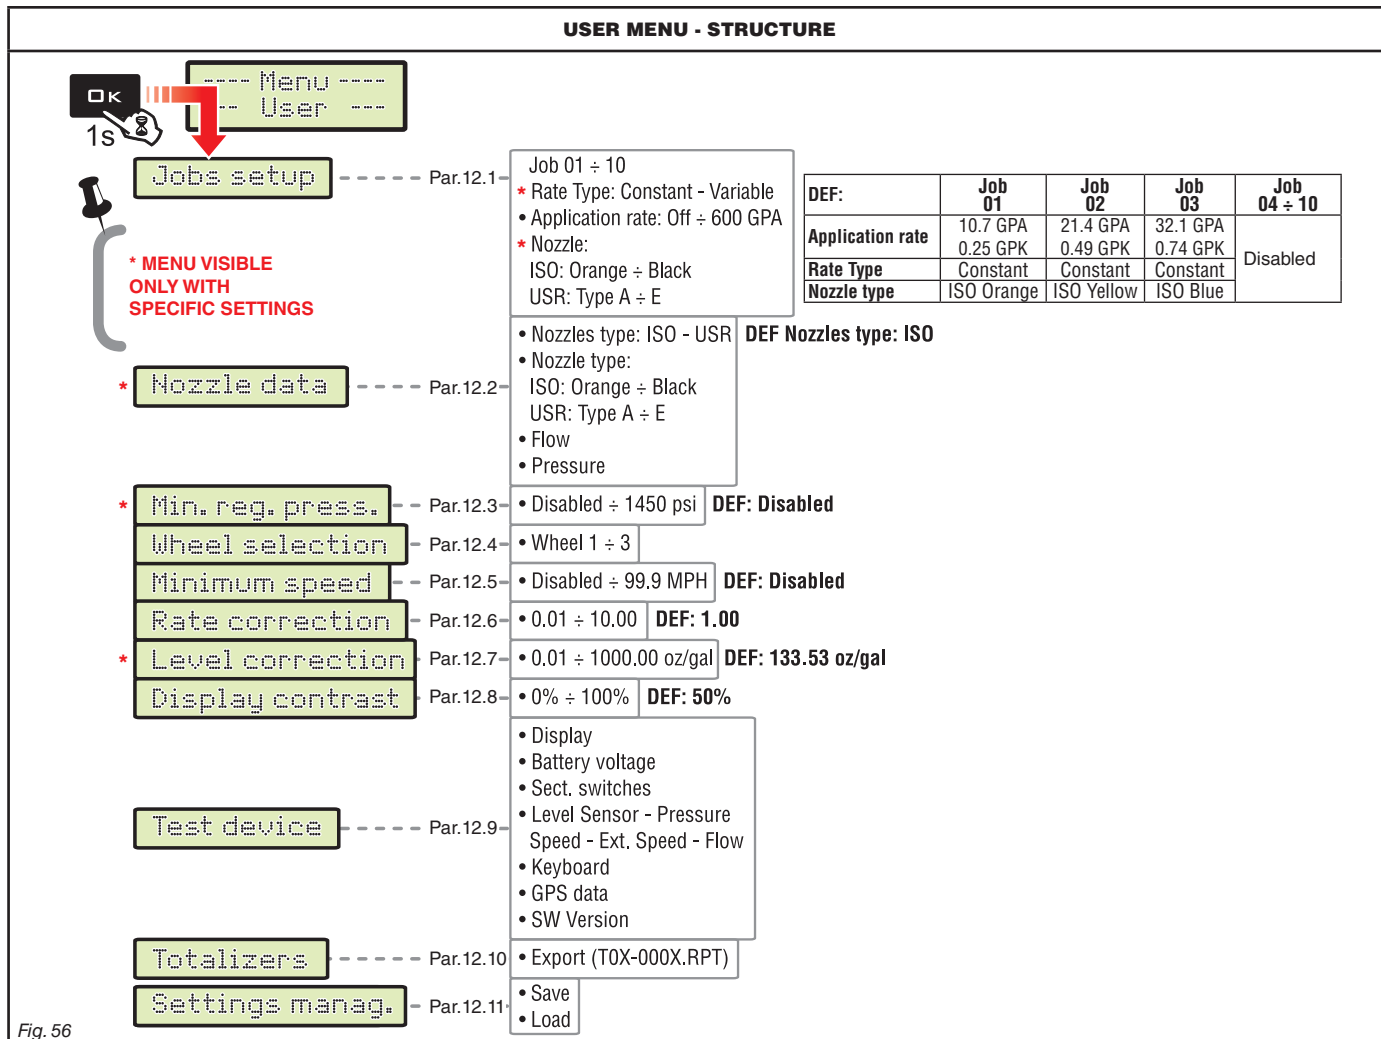 USER MENU - STRUCTURE
---- Menu ----
-- User ---
OK
1s
Jobs setup
Par.12.1
Job 01 ÷ 10
* Rate Type: Constant - Variable
• Application rate: Off ÷ 600 GPA
* Nozzle:
ISO: Orange ÷ Black
USR: Type A ÷ E
DEF: Job 01 Job 02 Job 03 Job 04 ÷ 10
Application rate 10.7 GPA 21.4 GPA 32.1 GPA Disabled
0.25 GPK 0.49 GPK 0.74 GPK
Rate Type Constant Constant Constant
Nozzle type ISO Orange ISO Yellow ISO Blue
* MENU VISIBLE
ONLY WITH
SPECIFIC SETTINGS
* Nozzle data
Par.12.2
• Nozzles type: ISO - USR
DEF Nozzles type: ISO
• Nozzle type:
ISO: Orange ÷ Black
USR: Type A ÷ E
• Flow
• Pressure
* Min. reg. press. Par.12.3 • Disabled ÷ 1450 psi DEF: Disabled
Wheel selection Par.12.4 • Wheel 1 ÷ 3
Minimum speed Par.12.5 • Disabled ÷ 99.9 MPH DEF: Disabled
Rate correction Par.12.6 • 0.01 ÷ 10.00 DEF: 1.00
* Level correction Par.12.7 • 0.01 ÷ 1000.00 oz/gal DEF: 133.53 oz/gal
Display contrast Par.12.8 • 0% ÷ 100% DEF: 50%
Test device
Par.12.9
• Display
• Battery voltage
• Sect. switches
• Level Sensor - Pressure
Speed - Ext. Speed - Flow
• Keyboard
• GPS data
• SW Version
Totalizers Par.12.10 • Export (T0X-000X.RPT)
Settings manag. Par.12.11
• Save
• Load
Fig. 56